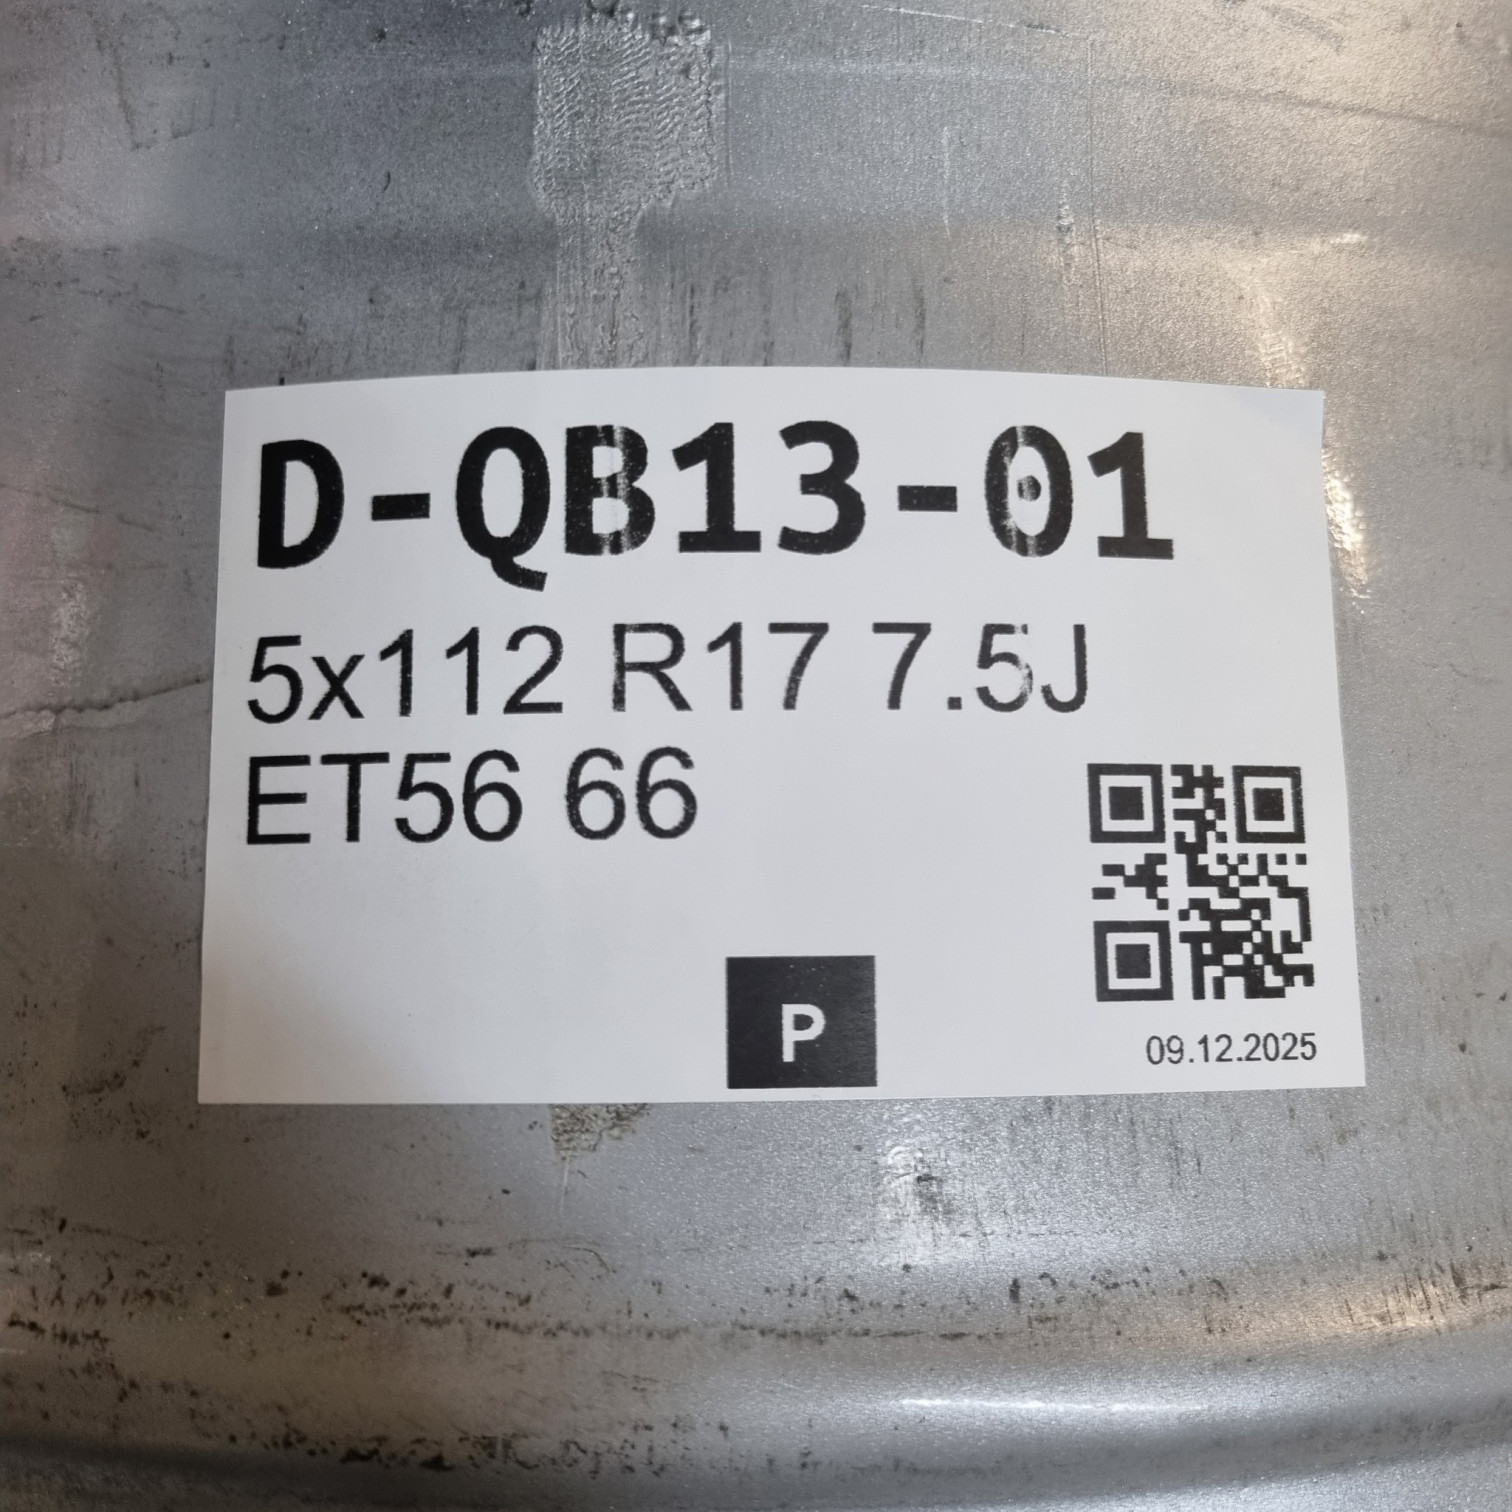 D-QB13-01
5x112 R17 7.5J
ET56 66
P
09.12.2025